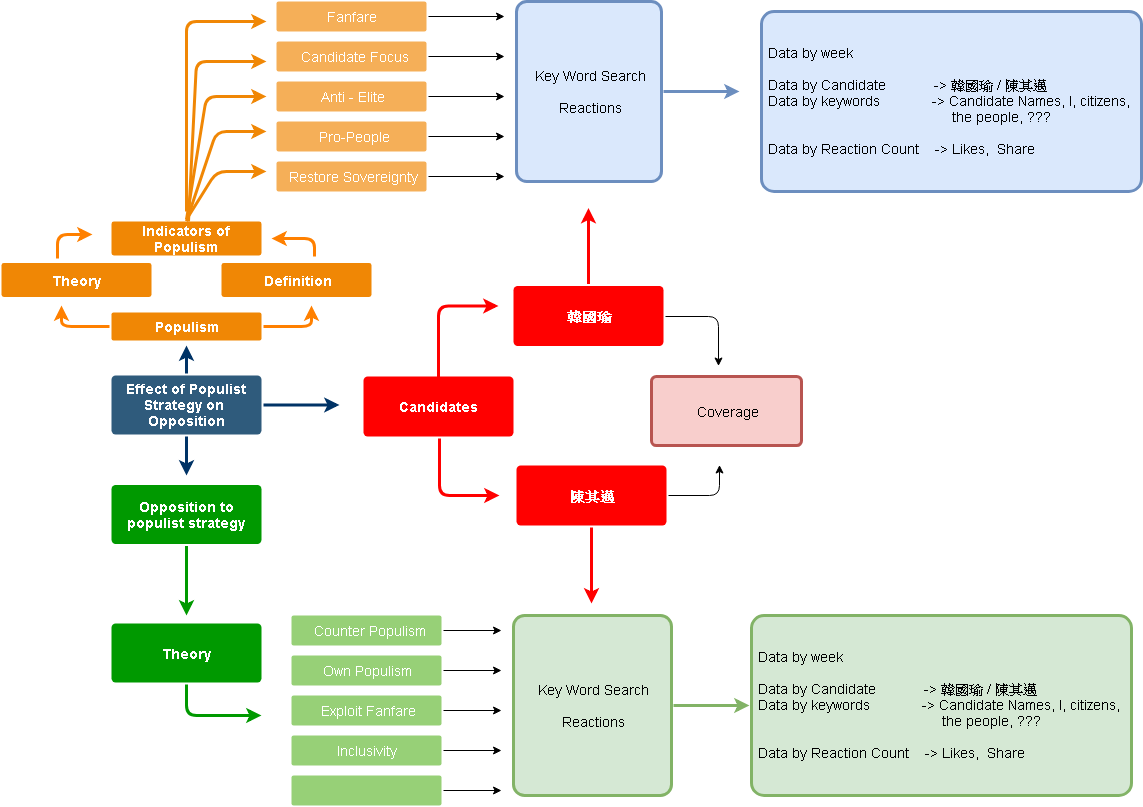 Fanfare
Candidate Focus
Anti - Elite
Pro-People
Restore Sovereignty
Key Word Search
Reactions
Data by week
Data by Candidate -> 韓國瑜 / 陳其邁
Data by keywords -> Candidate Names, I, citizens,
the people, ???
Data by Reaction Count -> Likes, Share
Indicators of
Populism
Theory
Definition
Populism
Effect of Populist
Strategy on
Opposition
Candidates
韓國瑜
Coverage
陳其邁
Opposition to
populist strategy
Theory
Counter Populism
Own Populism
Exploit Fanfare
Inclusivity
Key Word Search
Reactions
Data by week
Data by Candidate -> 韓國瑜 / 陳其邁
Data by keywords -> Candidate Names, I, citizens,
the people, ???
Data by Reaction Count -> Likes, Share